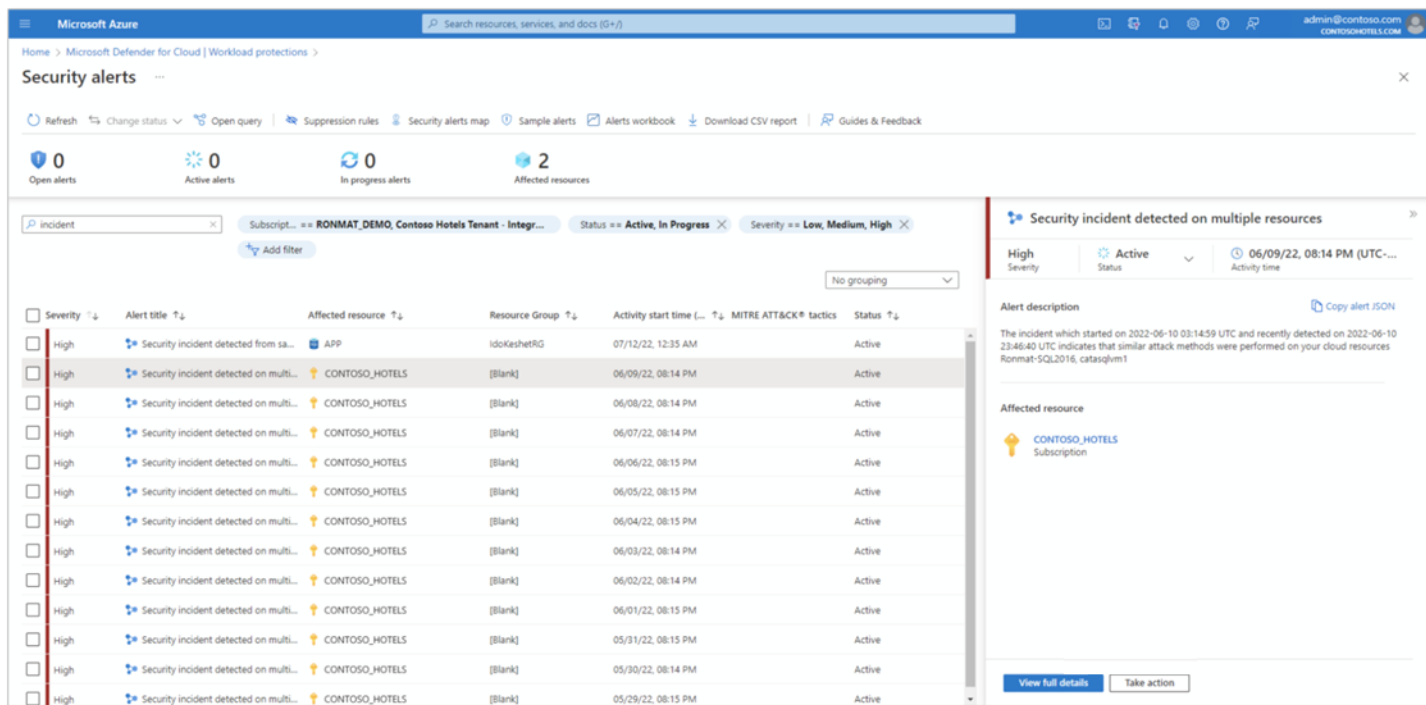 Microsoft Azure
Search resources, services, and docs (G+/)
admin@contoso.com
CONTOSOHOTELS.COM
Home > Microsoft Defender for Cloud | Workload protections >
Security alerts ...
Refresh Change status Open query Suppression rules Security alerts map Sample alerts Alerts workbook Download CSV report Guides & Feedback
0 0 0 2
Open alerts Active alerts In progress alerts Affected resources
incident
Subscript... == RONMAT_DEMO, Contoso Hotels Tenant - Integr... Status == Active, In Progress Severity == Low, Medium, High
Add filter
No grouping
Severity Alert title Affected resource Resource Group Activity start time (... MITRE ATT&CK® tactics Status
High Security incident detected from sa... APP IdoKeshetRG 07/12/22, 12:35 AM Active
High Security incident detected on multi... CONTOSO_HOTELS [Blank] 06/09/22, 08:14 PM Active
High Security incident detected on multi... CONTOSO_HOTELS [Blank] 06/08/22, 08:14 PM Active
High Security incident detected on multi... CONTOSO_HOTELS [Blank] 06/07/22, 08:14 PM Active
High Security incident detected on multi... CONTOSO_HOTELS [Blank] 06/06/22, 08:15 PM Active
High Security incident detected on multi... CONTOSO_HOTELS [Blank] 06/05/22, 08:15 PM Active
High Security incident detected on multi... CONTOSO_HOTELS [Blank] 06/04/22, 08:15 PM Active
High Security incident detected on multi... CONTOSO_HOTELS [Blank] 06/03/22, 08:14 PM Active
High Security incident detected on multi... CONTOSO_HOTELS [Blank] 06/02/22, 08:14 PM Active
High Security incident detected on multi... CONTOSO_HOTELS [Blank] 06/01/22, 08:15 PM Active
High Security incident detected on multi... CONTOSO_HOTELS [Blank] 05/31/22, 08:15 PM Active
High Security incident detected on multi... CONTOSO_HOTELS [Blank] 05/30/22, 08:14 PM Active
High Security incident detected on multi... CONTOSO_HOTELS [Blank] 05/29/22, 08:15 PM Active
Security incident detected on multiple resources
High Active 06/09/22, 08:14 PM (UTC-...
Severity Status Activity time
Alert description Copy alert JSON
The incident which started on 2022-06-10 03:14:59 UTC and recently detected on 2022-06-10
23:46:40 UTC indicates that similar attack methods were performed on your cloud resources
Ronmat-SQL2016, catasqlvm1
Affected resource
CONTOSO_HOTELS
Subscription
View full details Take action